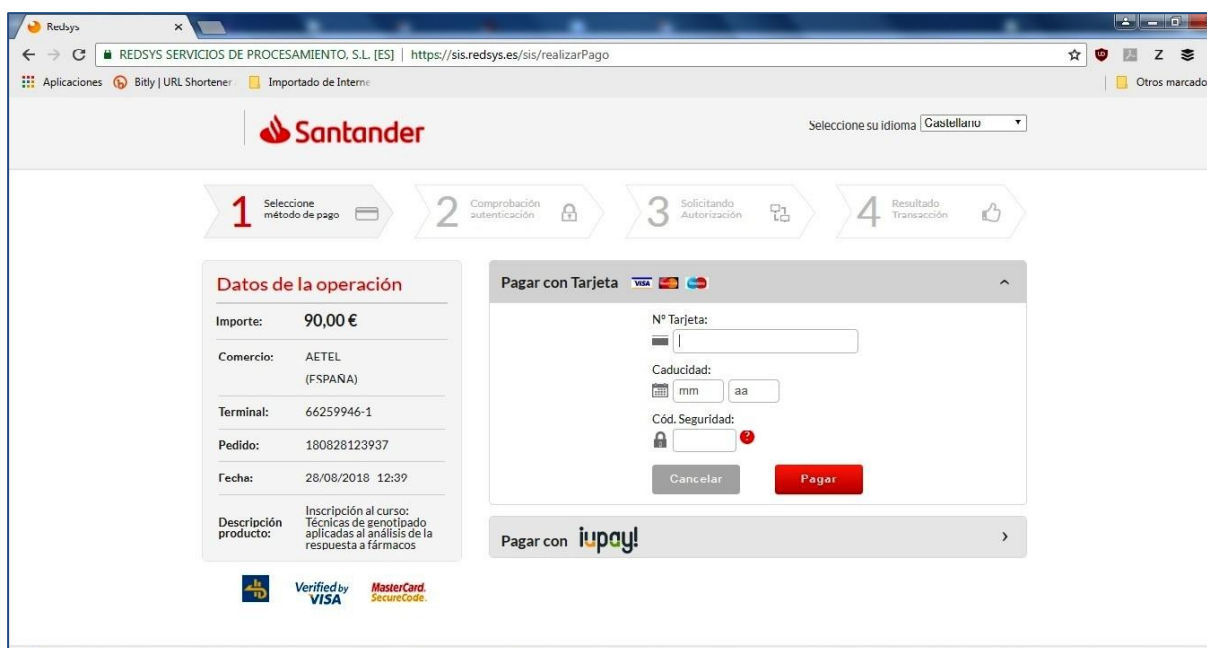 Redsys
REDSYS SERVICIOS DE PROCESAMIENTO, S.L. [ES] | https://sis.redsys.es/sis/realizarPago
Aplicaciones Bitly | URL Shortener Importado de Interne Otros marcado
Santander
Seleccione su idioma Castellano
1 Seleccione método de pago
2 Comprobación autenticación
3 Solicitando Autorización
4 Resultado Transacción
Datos de la operación
Importe: 90,00 €
Comercio: AETEL
(ESPAÑA)
Terminal: 66259946-1
Pedido: 180828123937
Fecha: 28/08/2018 12:39
Descripción producto: Inscripción al curso:
Técnicas de genotipado
aplicadas al análisis de la
respuesta a fármacos
Verified by VISA
MasterCard. SecureCode.
Pagar con Tarjeta VISA
Nº Tarjeta:
Caducidad:
mm aa
Cód. Seguridad:
?
Cancelar Pagar
Pagar con iupay!